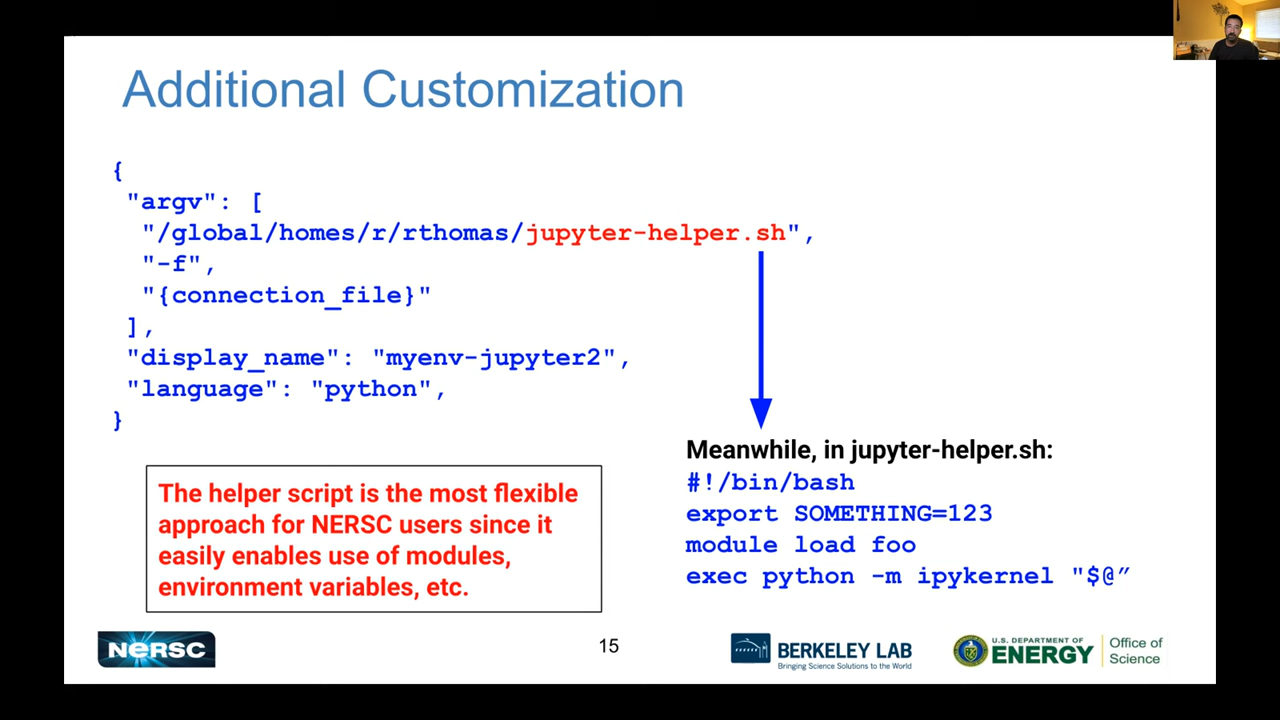 Additional Customization
{
"argv": [
"/global/homes/r/rthomas/jupyter-helper.sh",
"-f",
"{connection_file}"
],
"display_name": "myenv-jupyter2",
"language": "python",
}
The helper script is the most flexible
approach for NERSC users since it
easily enables use of modules,
environment variables, etc.
Meanwhile, in jupyter-helper.sh:
#!/bin/bash
export SOMETHING=123
module load foo
exec python -m ipykernel "$@”
NERSC
15
BERKELEY LAB
Bringing Science Solutions to the World
U.S. DEPARTMENT OF
ENERGY
Office of
Science